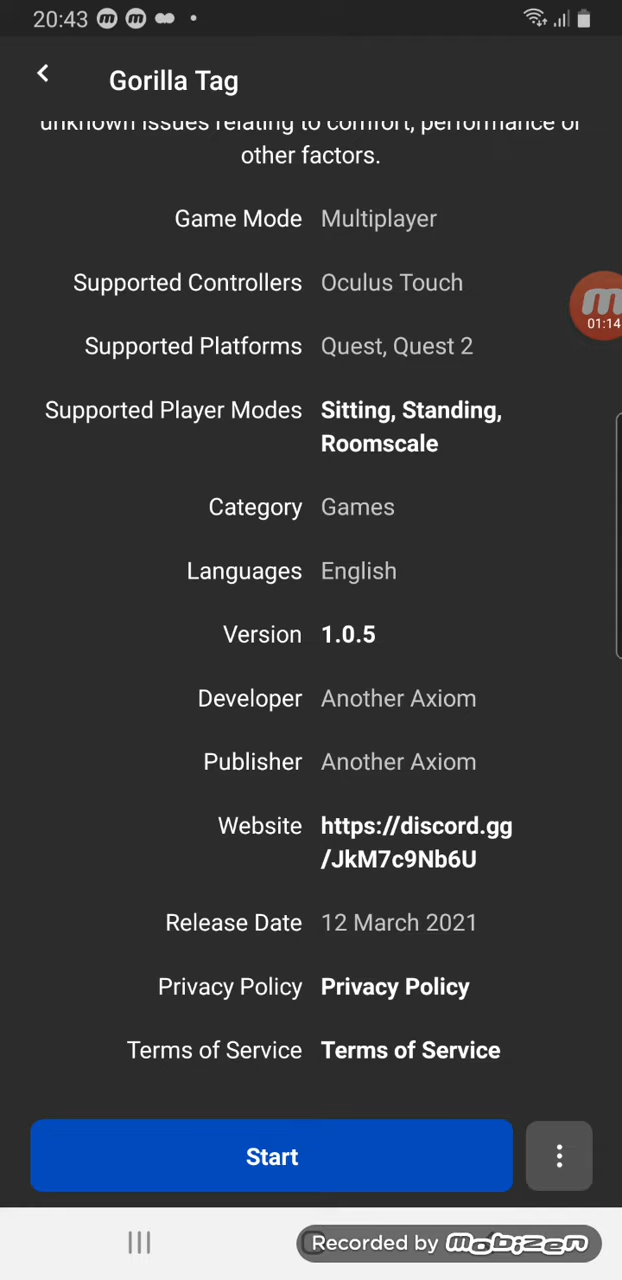 20:43
Gorilla Tag
unknown issues relating to comfort, performance or
other factors.
Game Mode Multiplayer
Supported Controllers Oculus Touch
01:14
Supported Platforms Quest, Quest 2
Supported Player Modes Sitting, Standing,
Roomscale
Category Games
Languages English
Version 1.0.5
Developer Another Axiom
Publisher Another Axiom
Website https://discord.gg
/JkM7c9Nb6U
Release Date 12 March 2021
Privacy Policy Privacy Policy
Terms of Service Terms of Service
Start
Recorded by mobizen